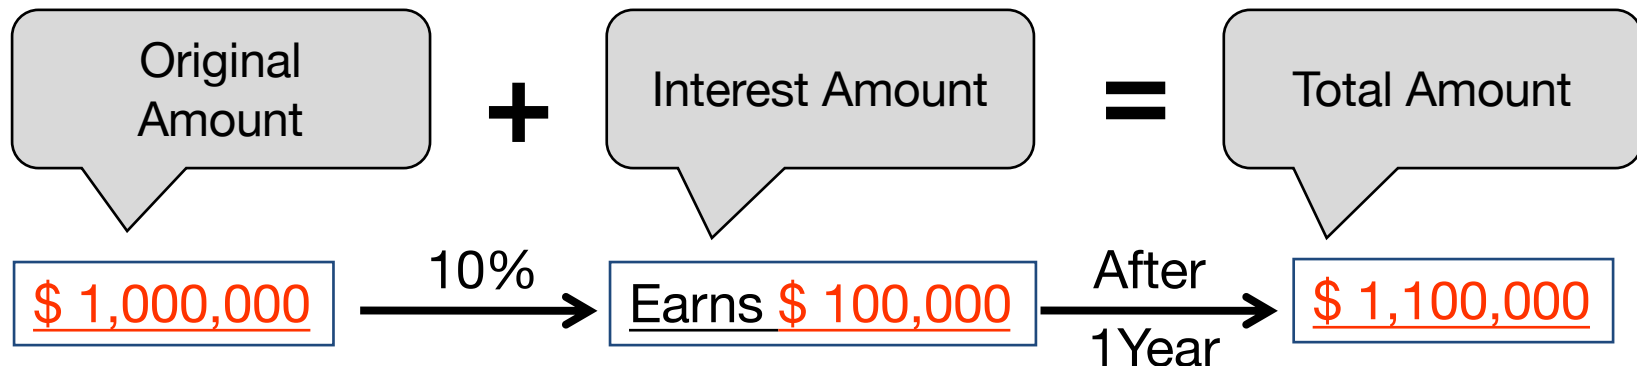 Original
Amount
+
Interest Amount
=
Total Amount
$ 1,000,000
10%
Earns $ 100,000
After
1Year
$ 1,100,000